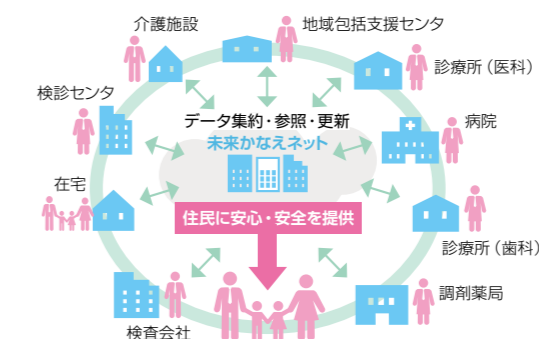 介護施設
地域包括支援センタ
診療所（医科）
検診センタ
データ集約・参照・更新
病院
未来かなえネット
在宅
住民に安心・安全を提供
診療所（歯科）
調剤薬局
検査会社